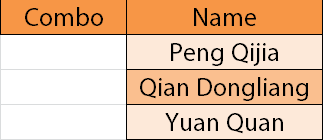 Combo Name
Peng Qijia
Qian Dongliang
Yuan Quan